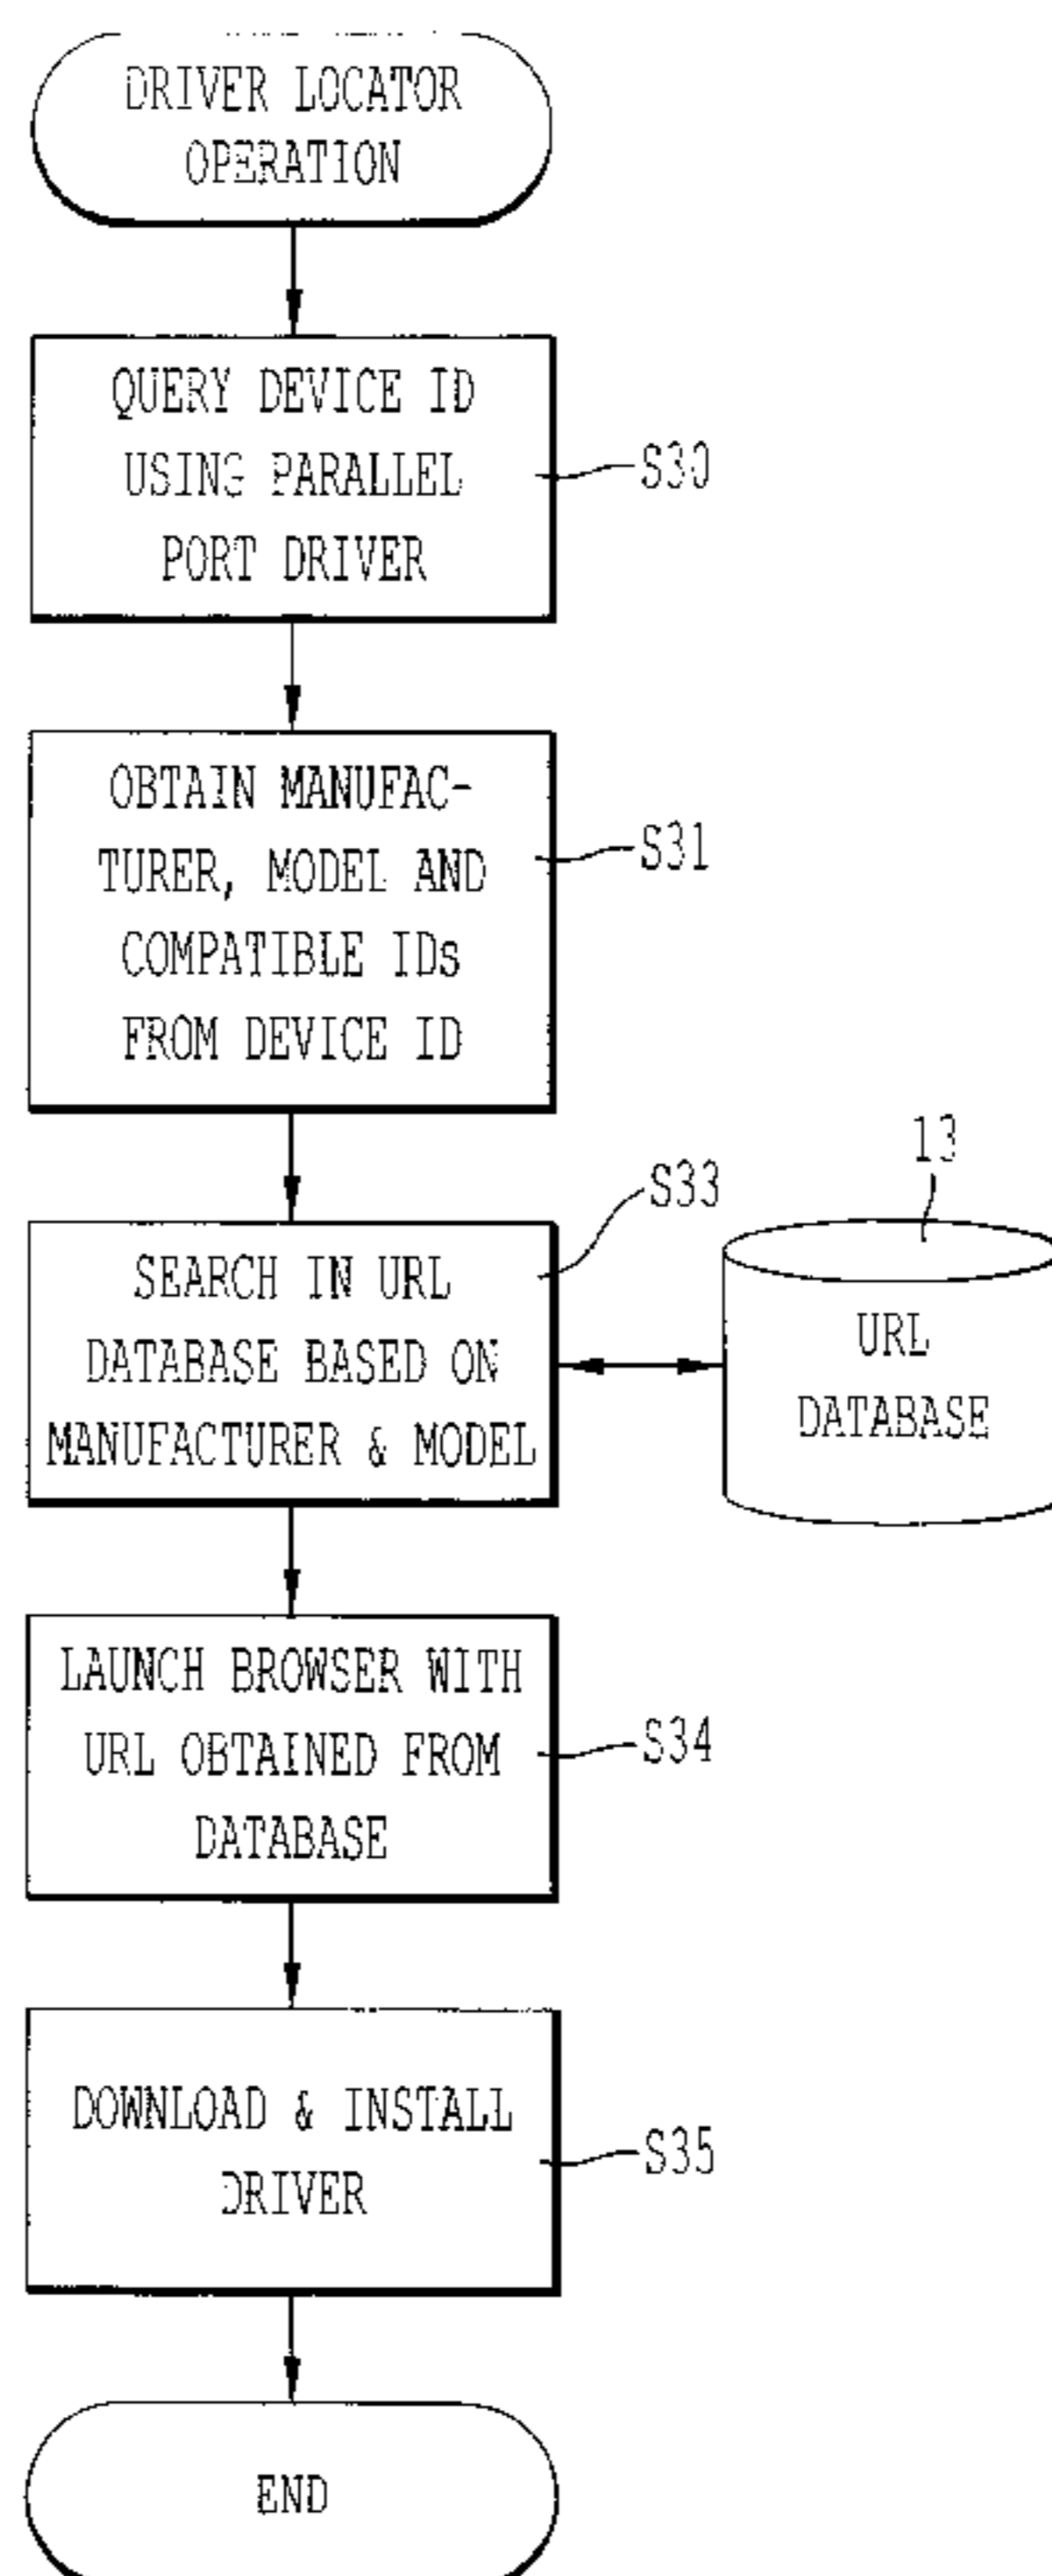 DRIVER LOCATOR
OPERATION
QUERY DEVICE ID
USING PARALLEL
PORT DRIVER
S30
OBTAIN MANUFAC-
TURER, MODEL AND
COMPATIBLE IDs
FROM DEVICE ID
S31
SEARCH IN URL
DATABASE BASED ON
MANUFACTURER & MODEL
S33
13
URL
DATABASE
LAUNCH BROWSER WITH
URL OBTAINED FROM
DATABASE
S34
DOWNLOAD & INSTALL
DRIVER
S35
END